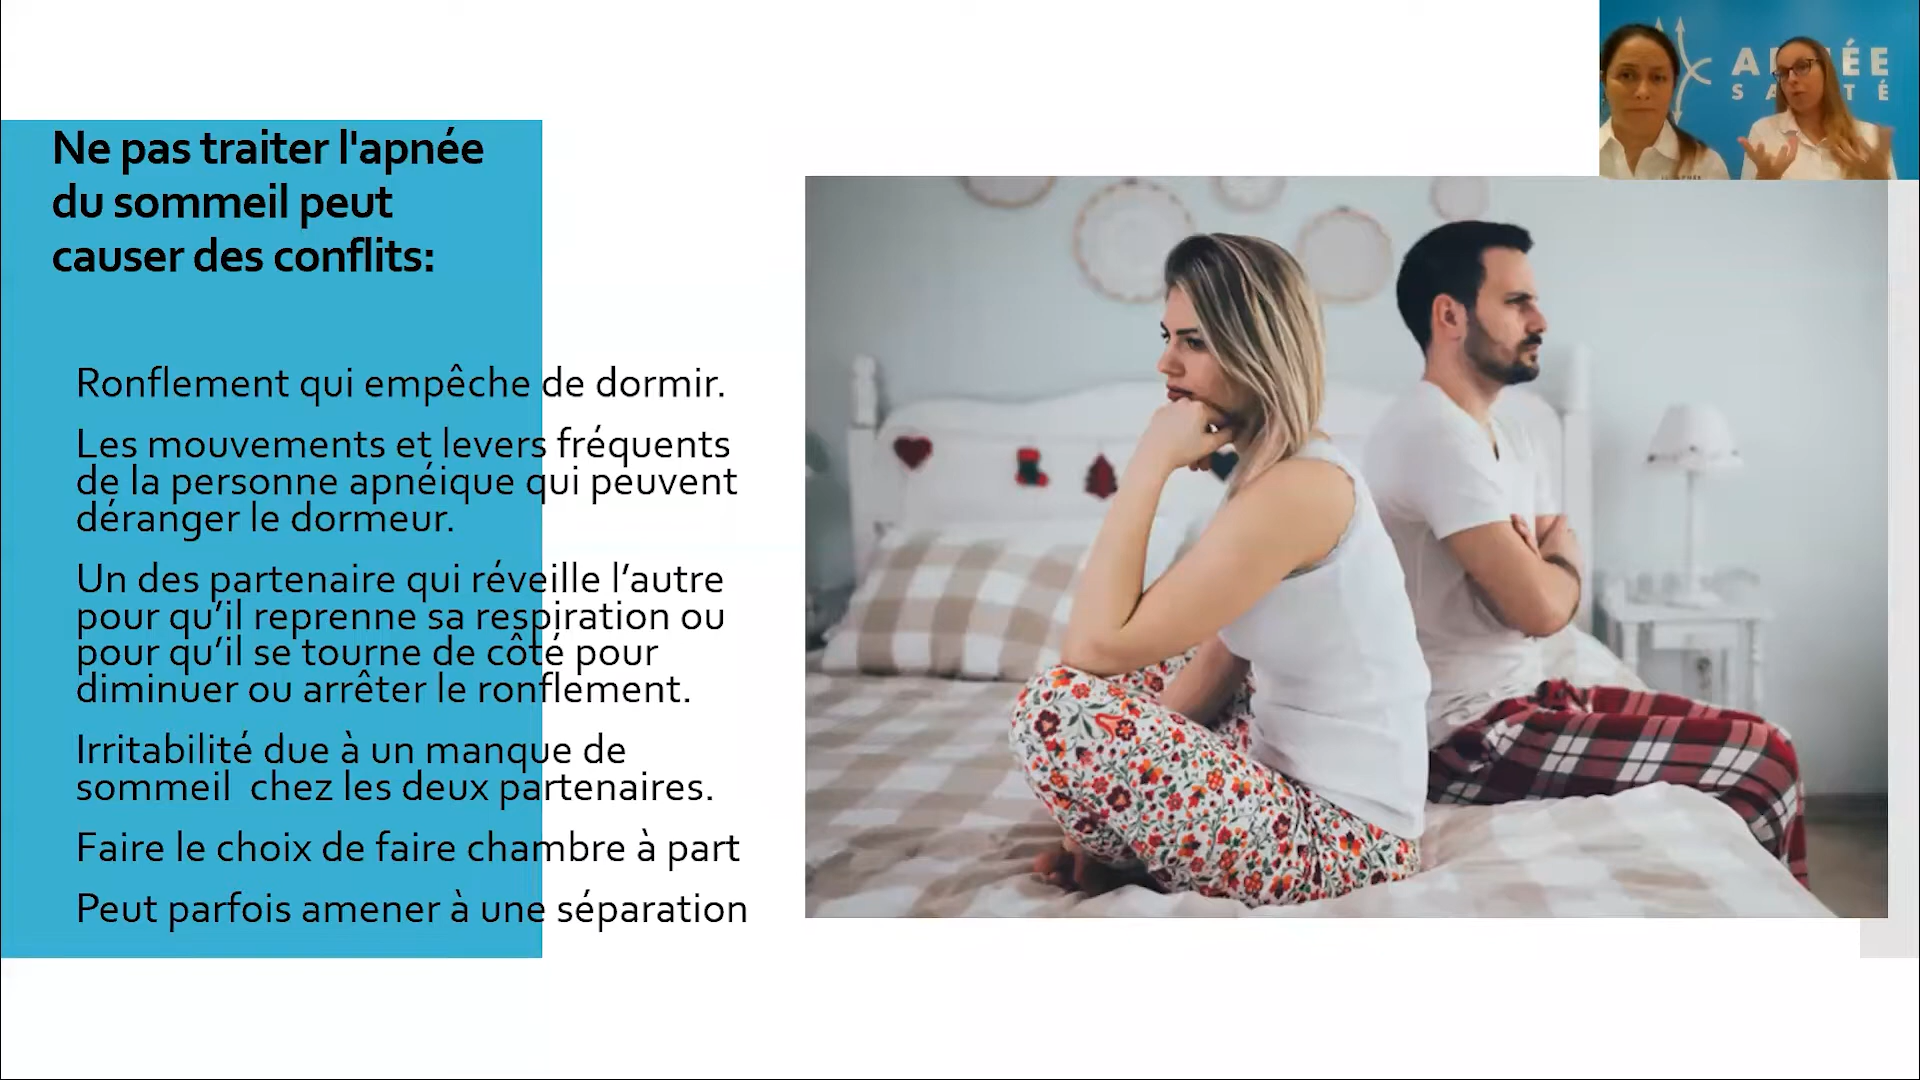 Ne pas traiter l'apnée
du sommeil peut
causer des conflits:
Ronflement qui empêche de dormir.
Les mouvements et levers fréquents
de la personne apnéique qui peuvent
déranger le dormeur.
Un des partenaire qui réveille l’autre
pour qu’il reprenne sa respiration ou
pour qu’il se tourne de côté pour
diminuer ou arrêter le ronflement.
Irritabilité due à un manque de
sommeil  chez les deux partenaires.
Faire le choix de faire chambre à part
Peut parfois amener à une séparation